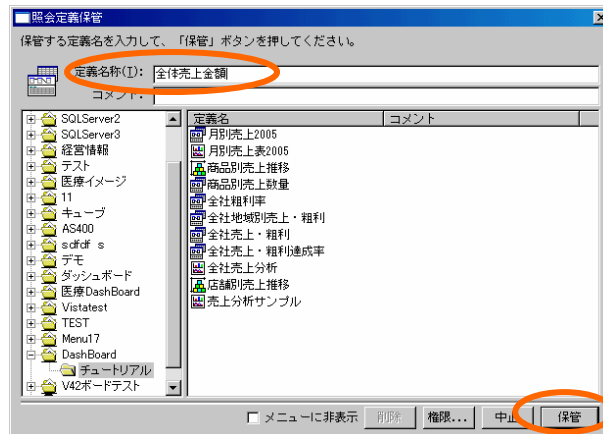 照会定義保管
保管する定義名を入力して、「保管」ボタンを押してください。
定義名称(I): 全体売上金額
コメント:
SQLServer2
SQLServer3
経営情報
テスト
医療イメージ
11
キューブ
AS400
sdfdf s
デモ
ダッシュボード
医療DashBoard
Vistatest
TEST
Menu17
DashBoard
チュートリアル
V42ボードテスト
定義名 コメント
月別売上2005
月別売上表2005
商品別売上推移
商品別売上数量
全社粗利率
全社地域別売上・粗利
全社売上・粗利
全社売上・粗利達成率
全社売上分析
店舗別売上推移
売上分析サンプル
メニューに非表示 削除 権限... 中止 保管